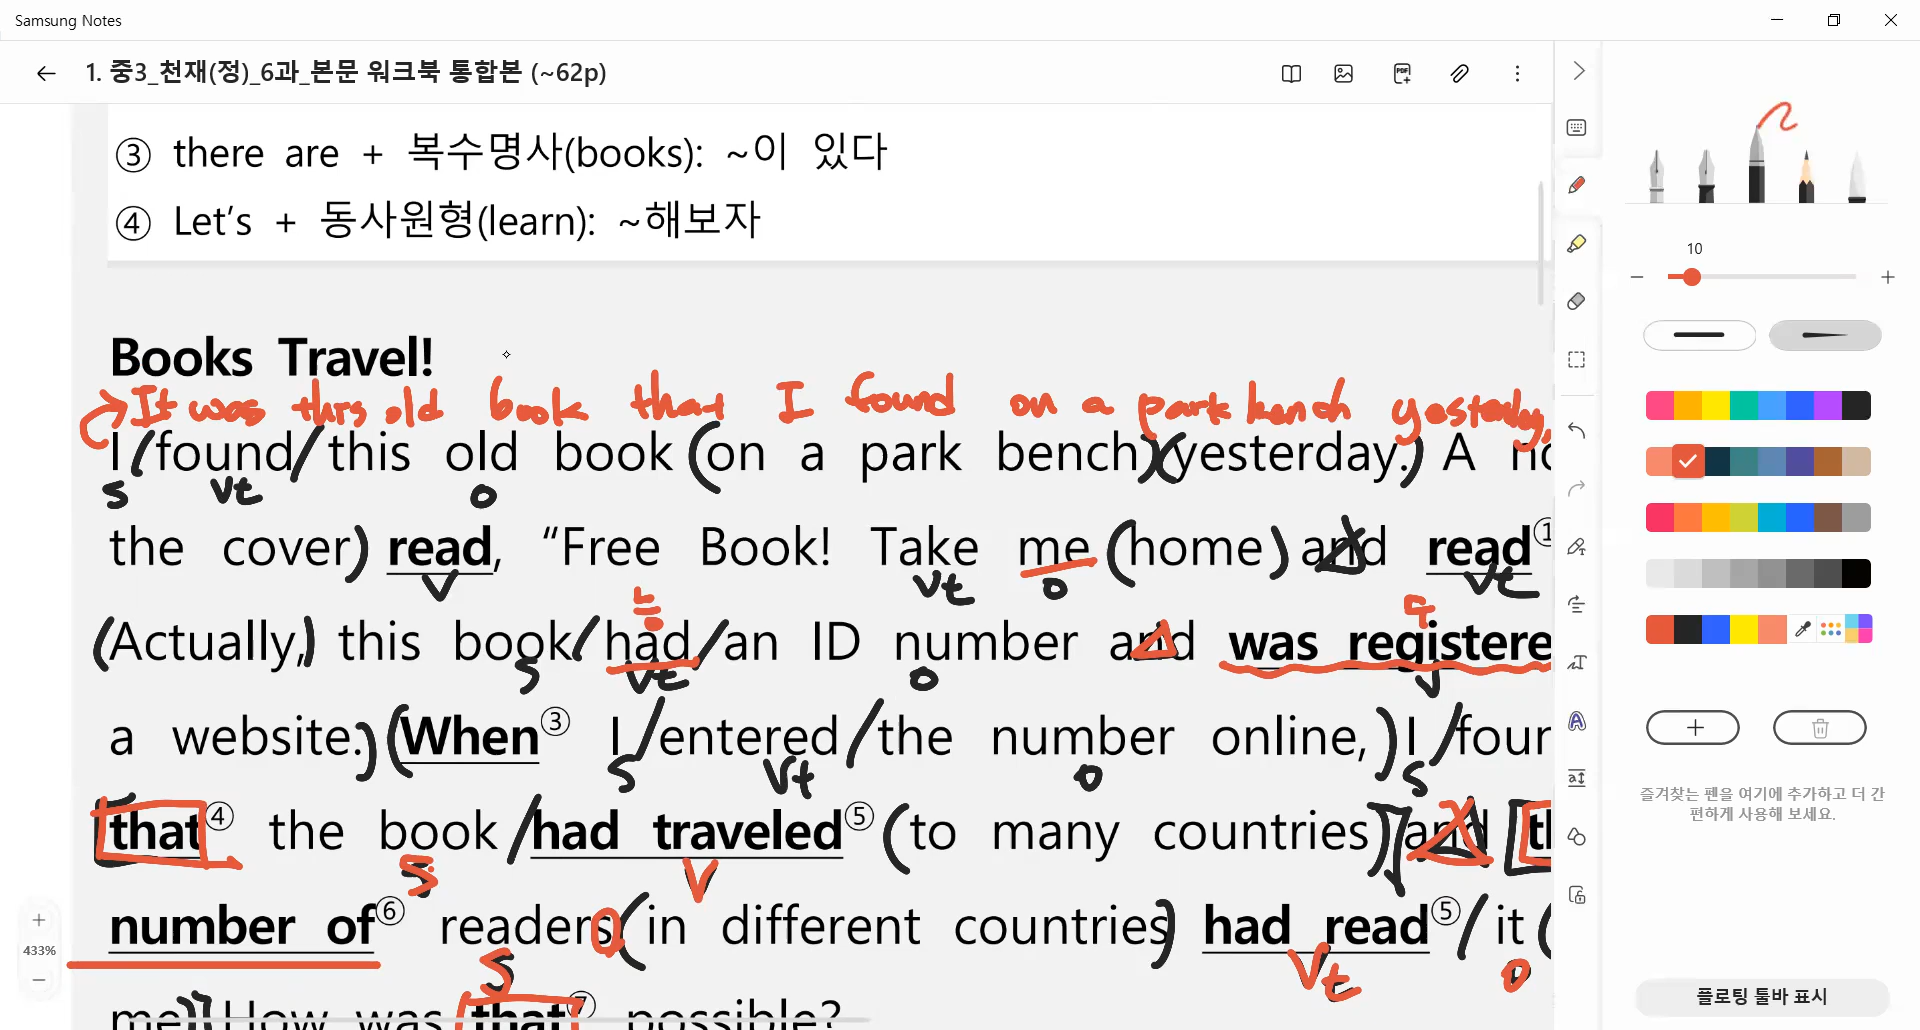 Samsung Notes
1. 중3_천재(정)_6과_본문 워크북 통합본 (~62p)
③ there are + 복수명사(books): ~이 있다
④ Let's + 동사원형(learn): ~해보자
10
Books Travel!
It was this old book that I found on a park bench yesterday.
I / found / this old book (on a park bench) (yesterday.) A
S Vt O
the cover) read, “Free Book! Take me (home) and read①
V Vt O Vt
(Actually,) this book / had / an ID number and was registere
S Vt O V
a website.) (When③ I / entered / the number online,) I / four
S Vt O S
that④ the book / had traveled⑤ (to many countries)] and [
S V
number of⑥ readers (in different countries) had read⑤ / it (
S Vt O
me)] How was that⑦ possible?
433%
즐겨찾는 펜을 여기에 추가하고 더 간
편하게 사용해 보세요.
플로팅 툴바 표시